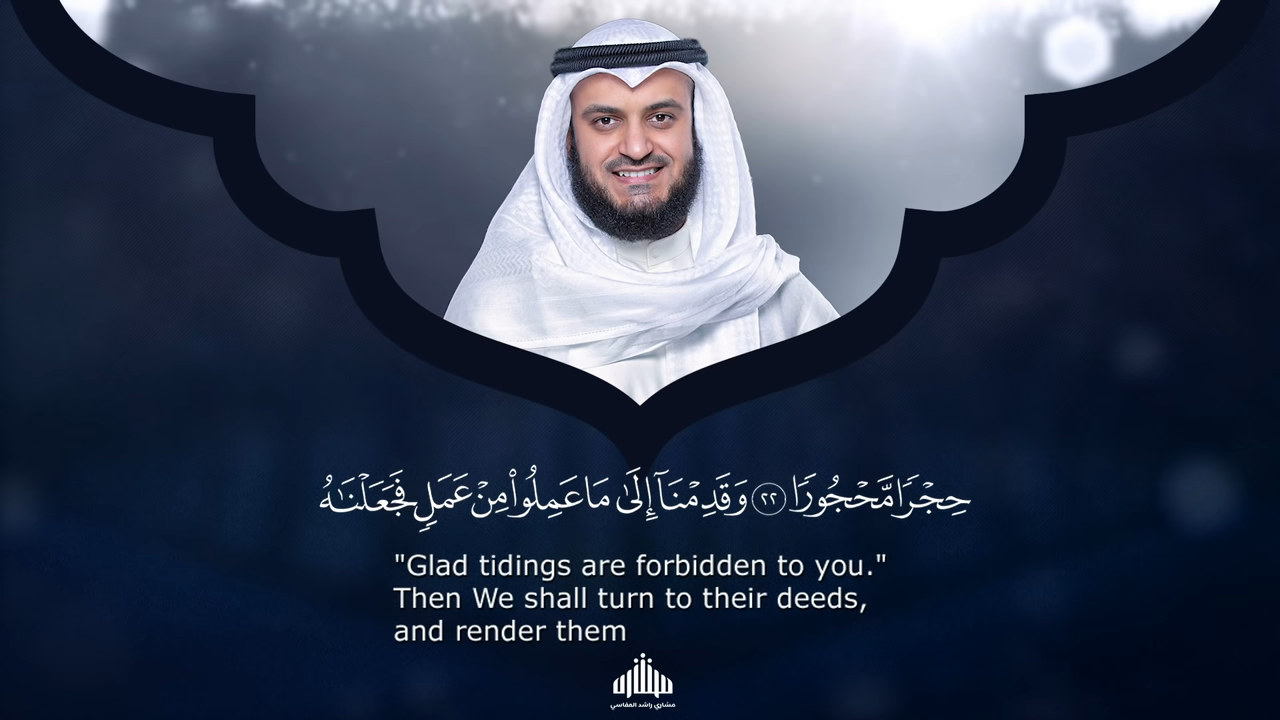 حِجْرًا مَّحْجُورًا ﴿٢٢﴾ وَقَدِمْنَآ إِلَىٰ مَا عَمِلُوا۟ مِنْ عَمَلٍ فَجَعَلْنَـٰهُ
"Glad tidings are forbidden to you."
Then We shall turn to their deeds,
and render them
مشاري راشد العفاسي